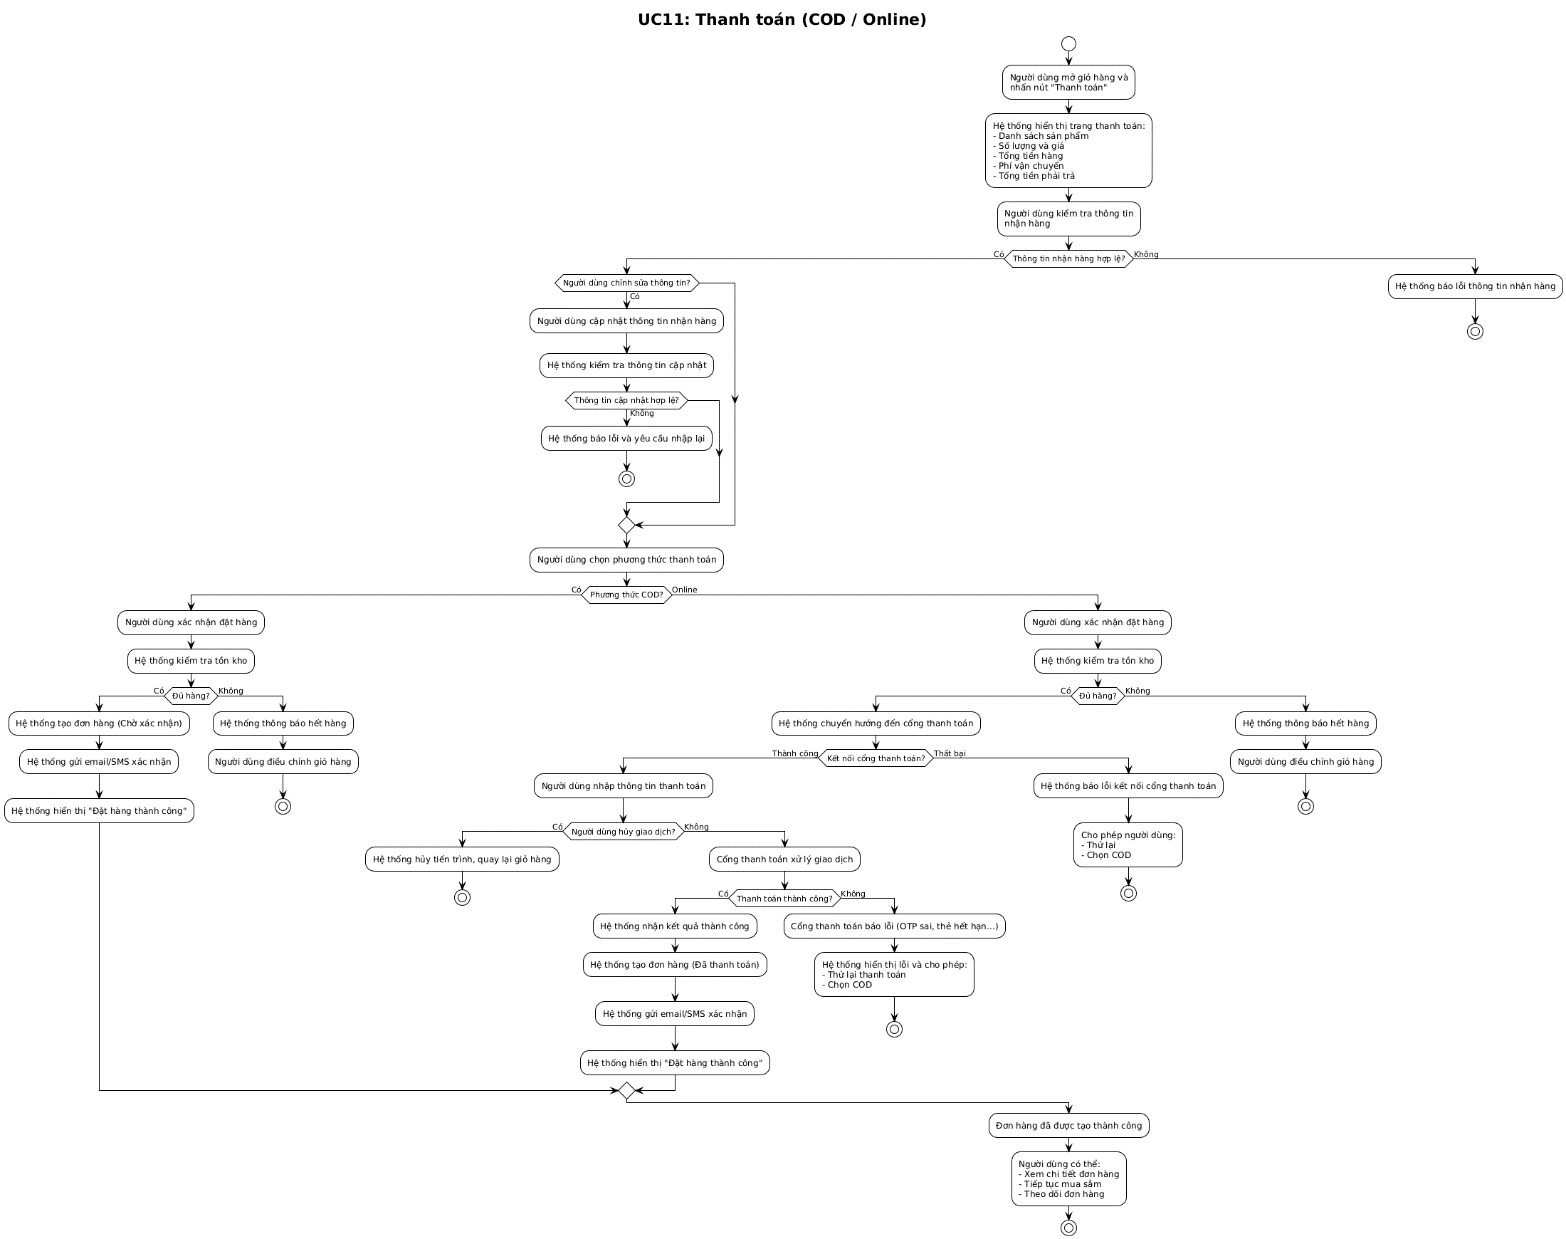 UC11: Thanh toán (COD / Online)
Người dùng mở giỏ hàng và
nhấn nút "Thanh toán"
Hệ thống hiển thị trang thanh toán:
- Danh sách sản phẩm
- Số lượng và giá
- Tổng tiền hàng
- Phí vận chuyển
- Tổng tiền phải trả
Người dùng kiểm tra thông tin
nhận hàng
Có
Thông tin nhận hàng hợp lệ?
Không
Người dùng chỉnh sửa thông tin?
Có
Hệ thống báo lỗi thông tin nhận hàng
Người dùng cập nhật thông tin nhận hàng
Hệ thống kiểm tra thông tin cập nhật
Thông tin cập nhật hợp lệ?
Không
Hệ thống báo lỗi và yêu cầu nhập lại
Người dùng chọn phương thức thanh toán
Có
Phương thức COD?
Online
Người dùng xác nhận đặt hàng
Người dùng xác nhận đặt hàng
Hệ thống kiểm tra tồn kho
Hệ thống kiểm tra tồn kho
Có
Đủ hàng?
Không
Có
Đủ hàng?
Không
Hệ thống tạo đơn hàng (Chờ xác nhận)
Hệ thống thông báo hết hàng
Hệ thống chuyển hướng đến cổng thanh toán
Hệ thống thông báo hết hàng
Hệ thống gửi email/SMS xác nhận
Người dùng điều chỉnh giỏ hàng
Thành công
Kết nối cổng thanh toán?
Thất bại
Người dùng điều chỉnh giỏ hàng
Hệ thống hiển thị "Đặt hàng thành công"
Người dùng nhập thông tin thanh toán
Hệ thống báo lỗi kết nối cổng thanh toán
Có
Người dùng hủy giao dịch?
Không
Cho phép người dùng:
- Thử lại
- Chọn COD
Hệ thống hủy tiến trình, quay lại giỏ hàng
Cổng thanh toán xử lý giao dịch
Có
Thanh toán thành công?
Không
Hệ thống nhận kết quả thành công
Cổng thanh toán báo lỗi (OTP sai, thẻ hết hạn...)
Hệ thống tạo đơn hàng (Đã thanh toán)
Hệ thống hiển thị lỗi và cho phép:
- Thử lại thanh toán
- Chọn COD
Hệ thống gửi email/SMS xác nhận
Hệ thống hiển thị "Đặt hàng thành công"
Đơn hàng đã được tạo thành công
Người dùng có thể:
- Xem chi tiết đơn hàng
- Tiếp tục mua sắm
- Theo dõi đơn hàng